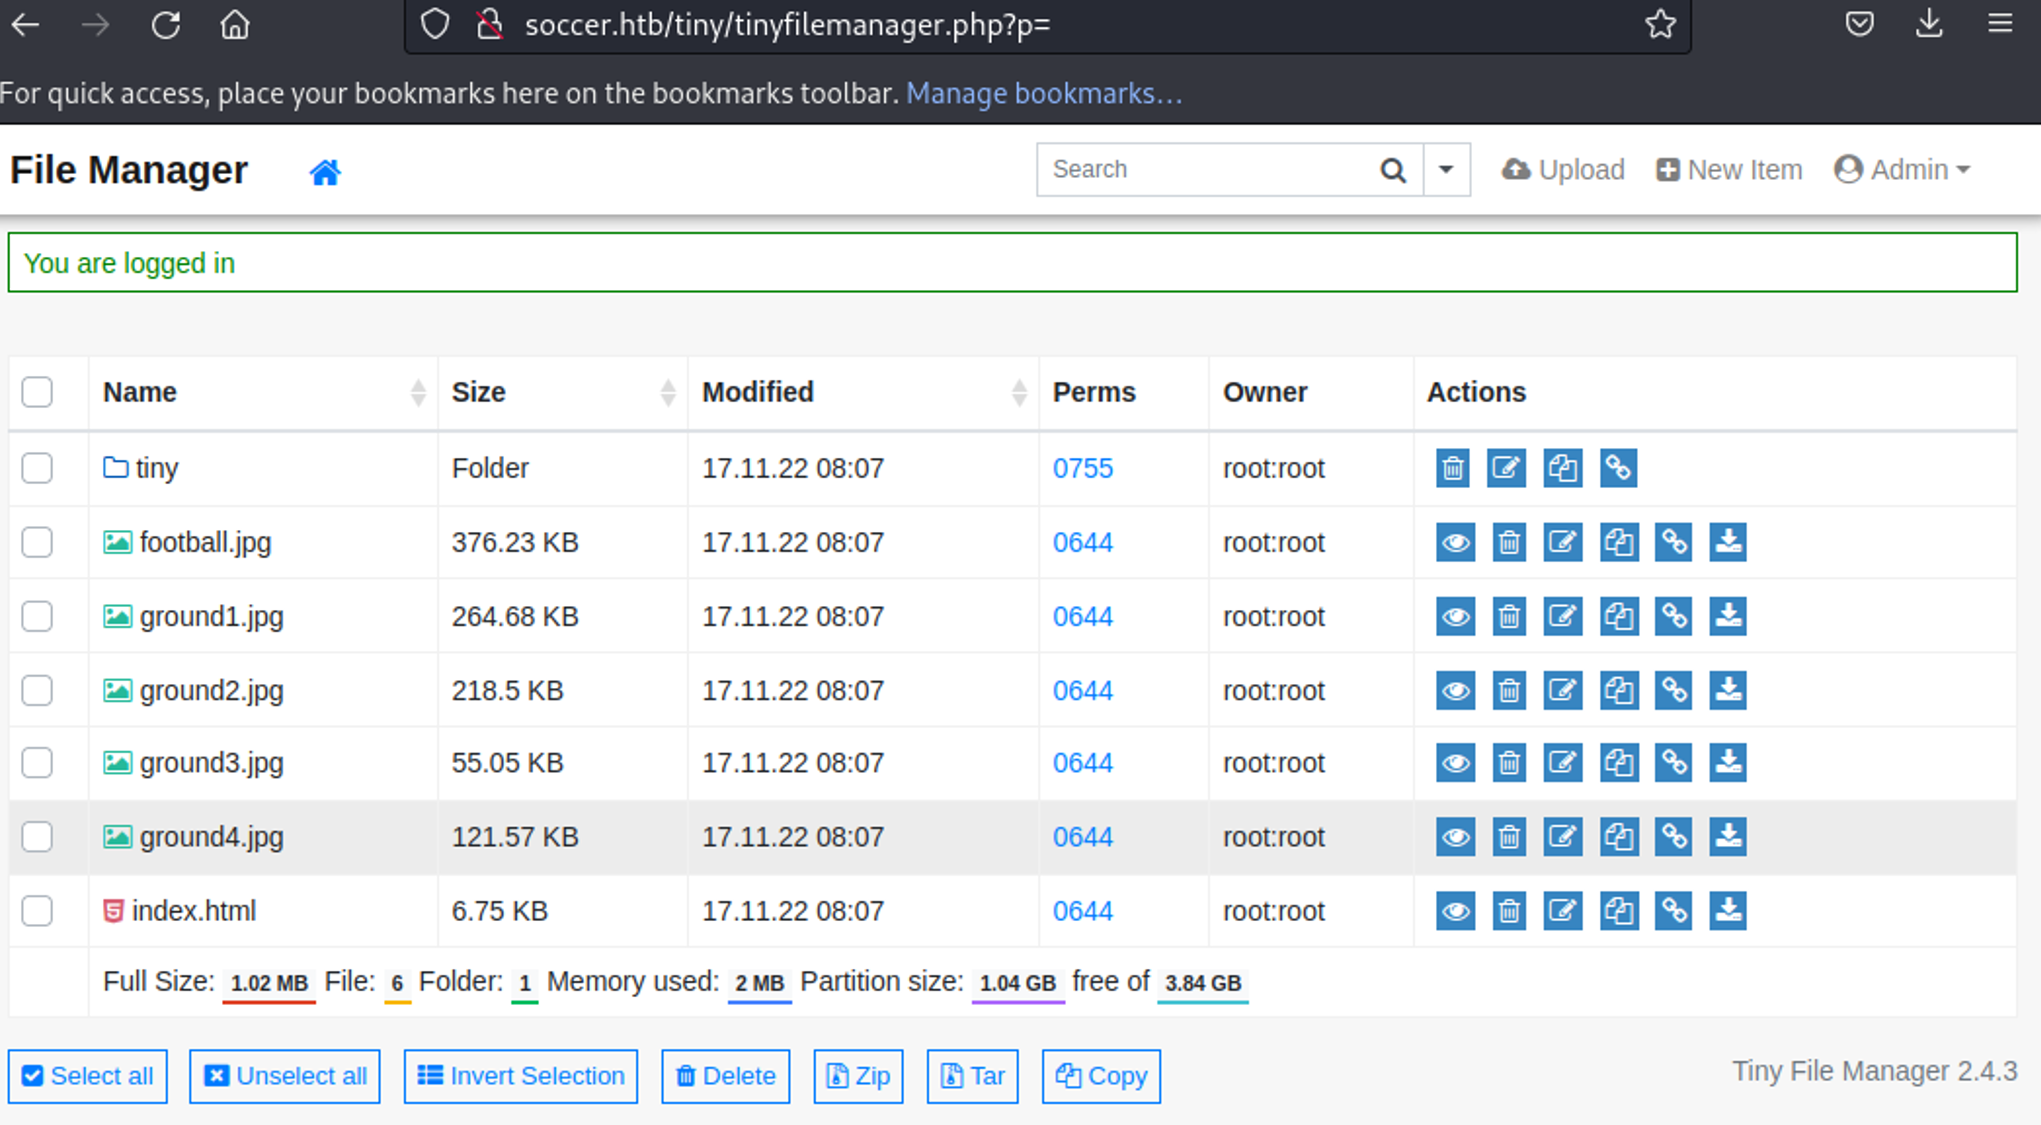 soccer.htb/tiny/tinyfilemanager.php?p=
For quick access, place your bookmarks here on the bookmarks toolbar. Manage bookmarks...
File Manager Search Upload New Item Admin
You are logged in
Name Size Modified Perms Owner Actions
tiny Folder 17.11.22 08:07 0755 root:root
football.jpg 376.23 KB 17.11.22 08:07 0644 root:root
ground1.jpg 264.68 KB 17.11.22 08:07 0644 root:root
ground2.jpg 218.5 KB 17.11.22 08:07 0644 root:root
ground3.jpg 55.05 KB 17.11.22 08:07 0644 root:root
ground4.jpg 121.57 KB 17.11.22 08:07 0644 root:root
index.html 6.75 KB 17.11.22 08:07 0644 root:root
Full Size: 1.02 MB File: 6 Folder: 1 Memory used: 2 MB Partition size: 1.04 GB free of 3.84 GB
Select all Unselect all Invert Selection Delete Zip Tar Copy Tiny File Manager 2.4.3